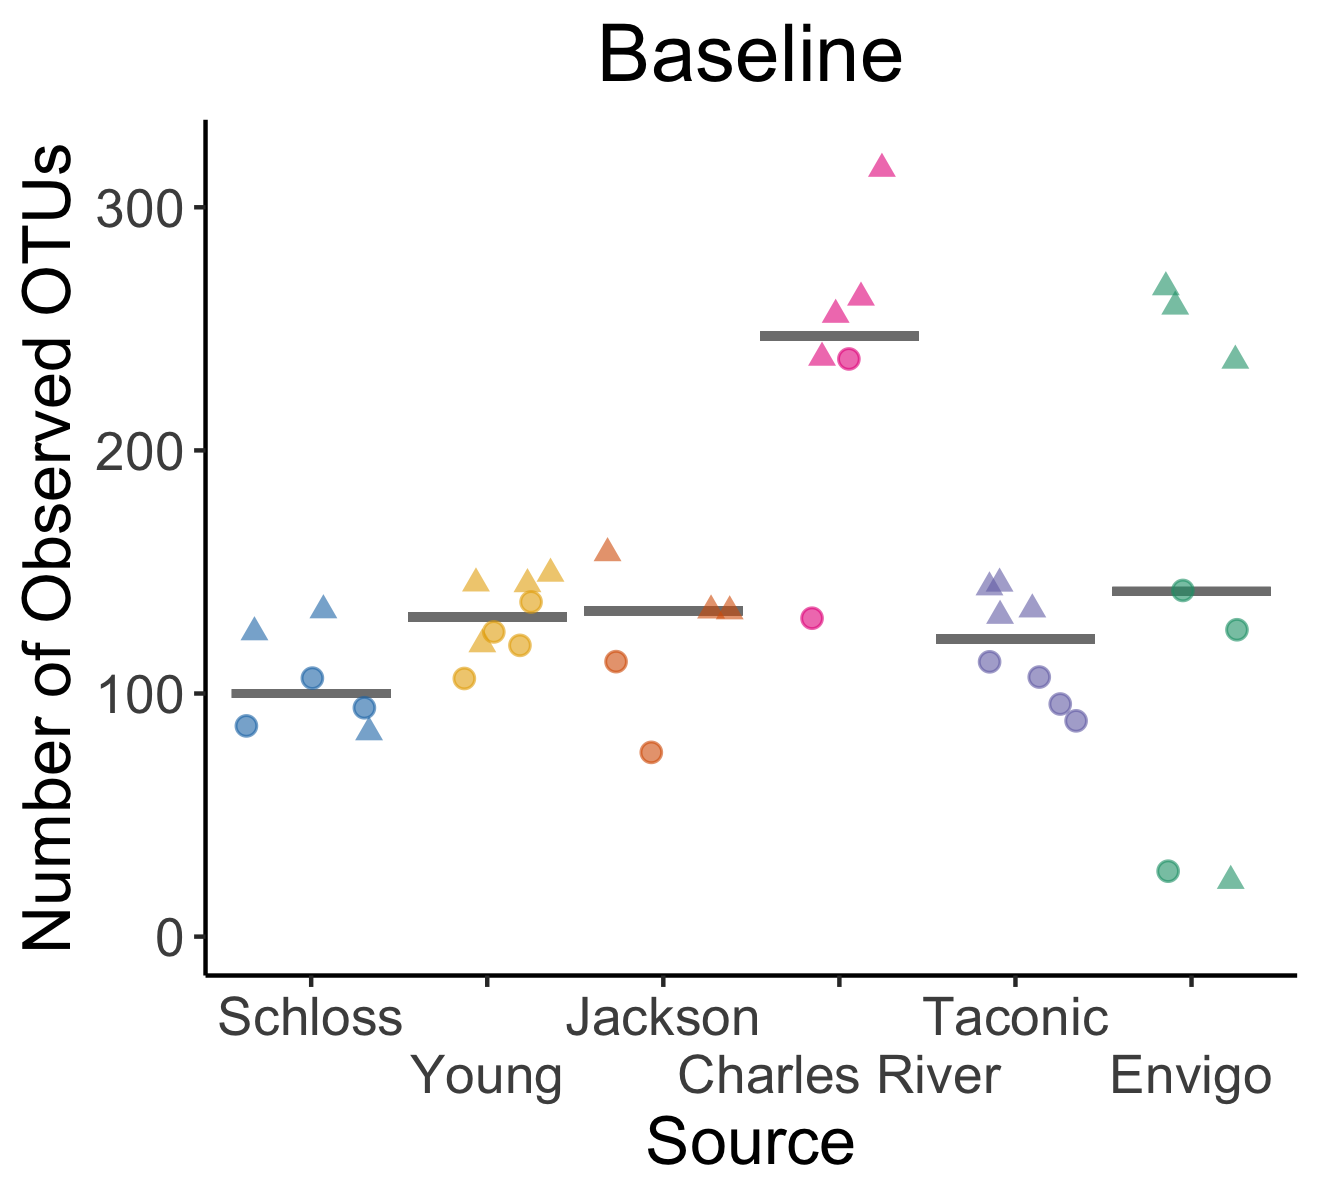 Baseline
Number of Observed OTUs
300
200
100
0
Schloss Jackson Taconic
Young Charles River Envigo
Source